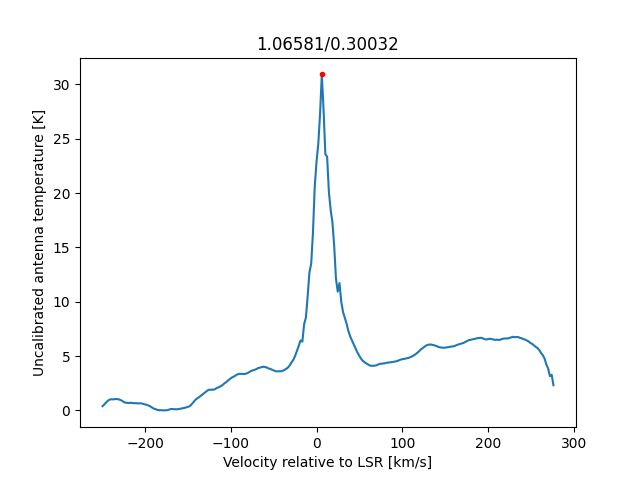 1.06581/0.30032
Uncalibrated antenna temperature [K]
30
25
20
15
10
5
0
−200 −100 0 100 200 300
Velocity relative to LSR [km/s]